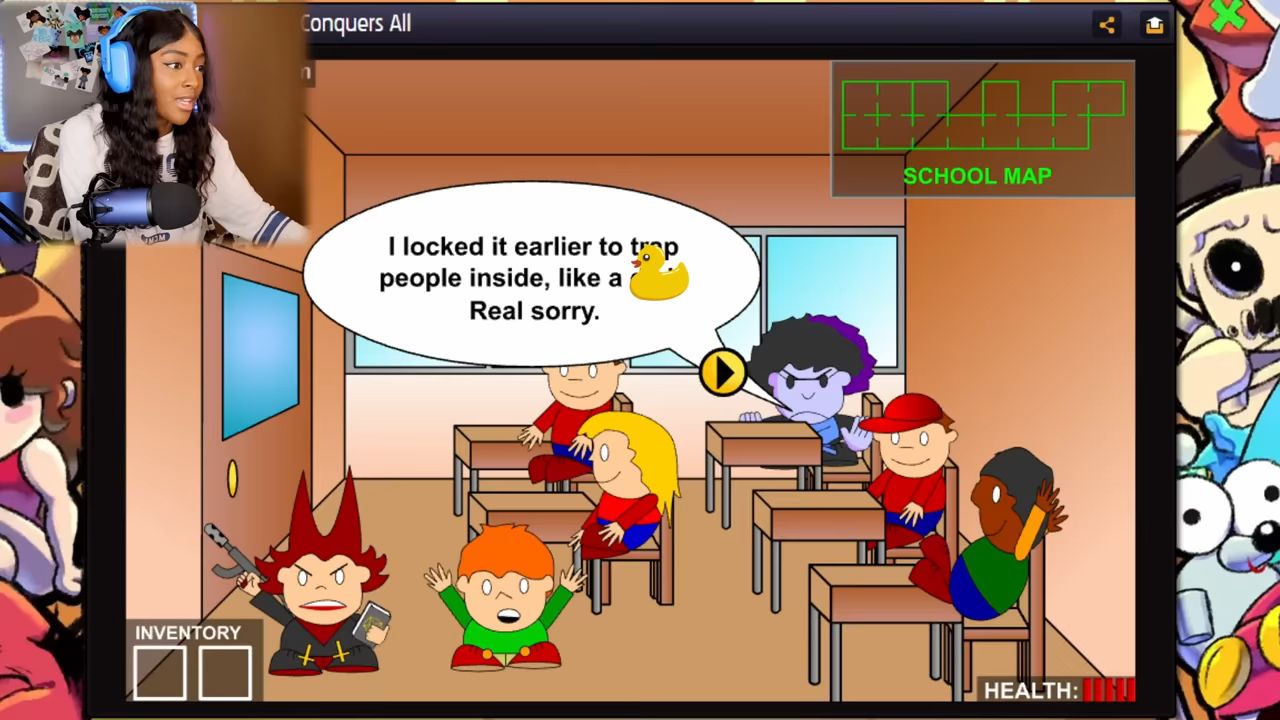 Conquers All
SCHOOL MAP
I locked it earlier to trap
people inside, like a
Real sorry.
INVENTORY
HEALTH: